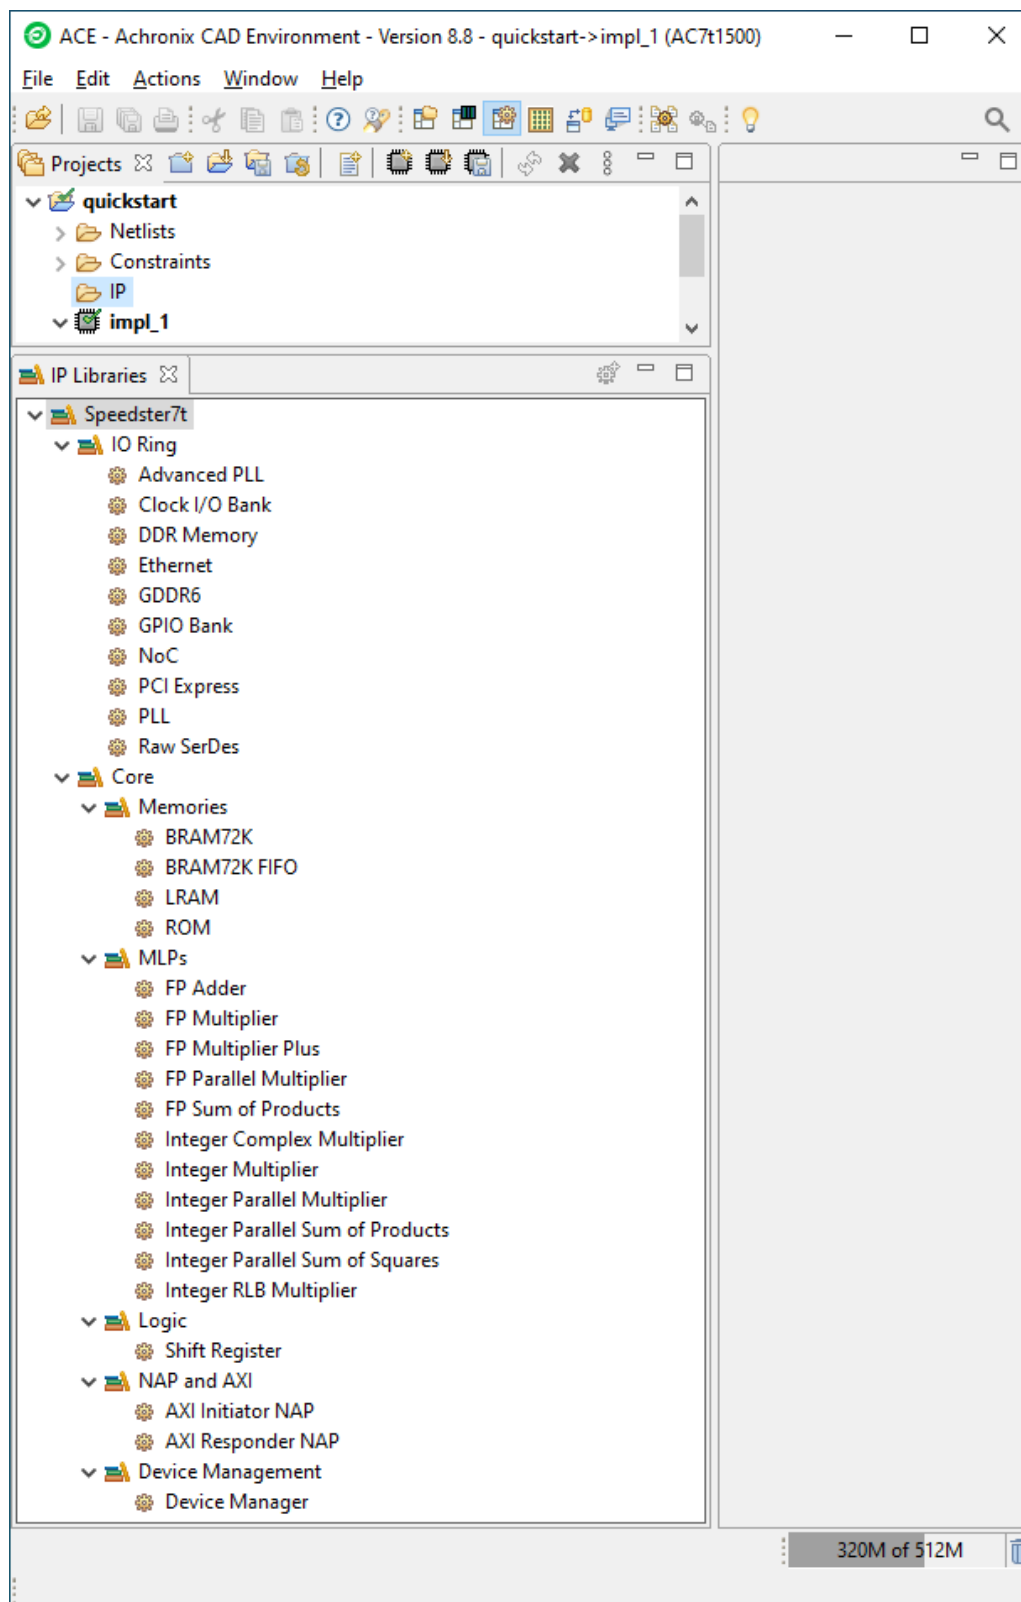 ACE - Achronix CAD Environment - Version 8.8 - quickstart->impl_1 (AC7t1500)
File Edit Actions Window Help
Projects
quickstart
Netlists
Constraints
IP
impl_1
IP Libraries
Speedster7t
IO Ring
Advanced PLL
Clock I/O Bank
DDR Memory
Ethernet
GDDR6
GPIO Bank
NoC
PCI Express
PLL
Raw SerDes
Core
Memories
BRAM72K
BRAM72K FIFO
LRAM
ROM
MLPs
FP Adder
FP Multiplier
FP Multiplier Plus
FP Parallel Multiplier
FP Sum of Products
Integer Complex Multiplier
Integer Multiplier
Integer Parallel Multiplier
Integer Parallel Sum of Products
Integer Parallel Sum of Squares
Integer RLB Multiplier
Logic
Shift Register
NAP and AXI
AXI Initiator NAP
AXI Responder NAP
Device Management
Device Manager
320M of 512M